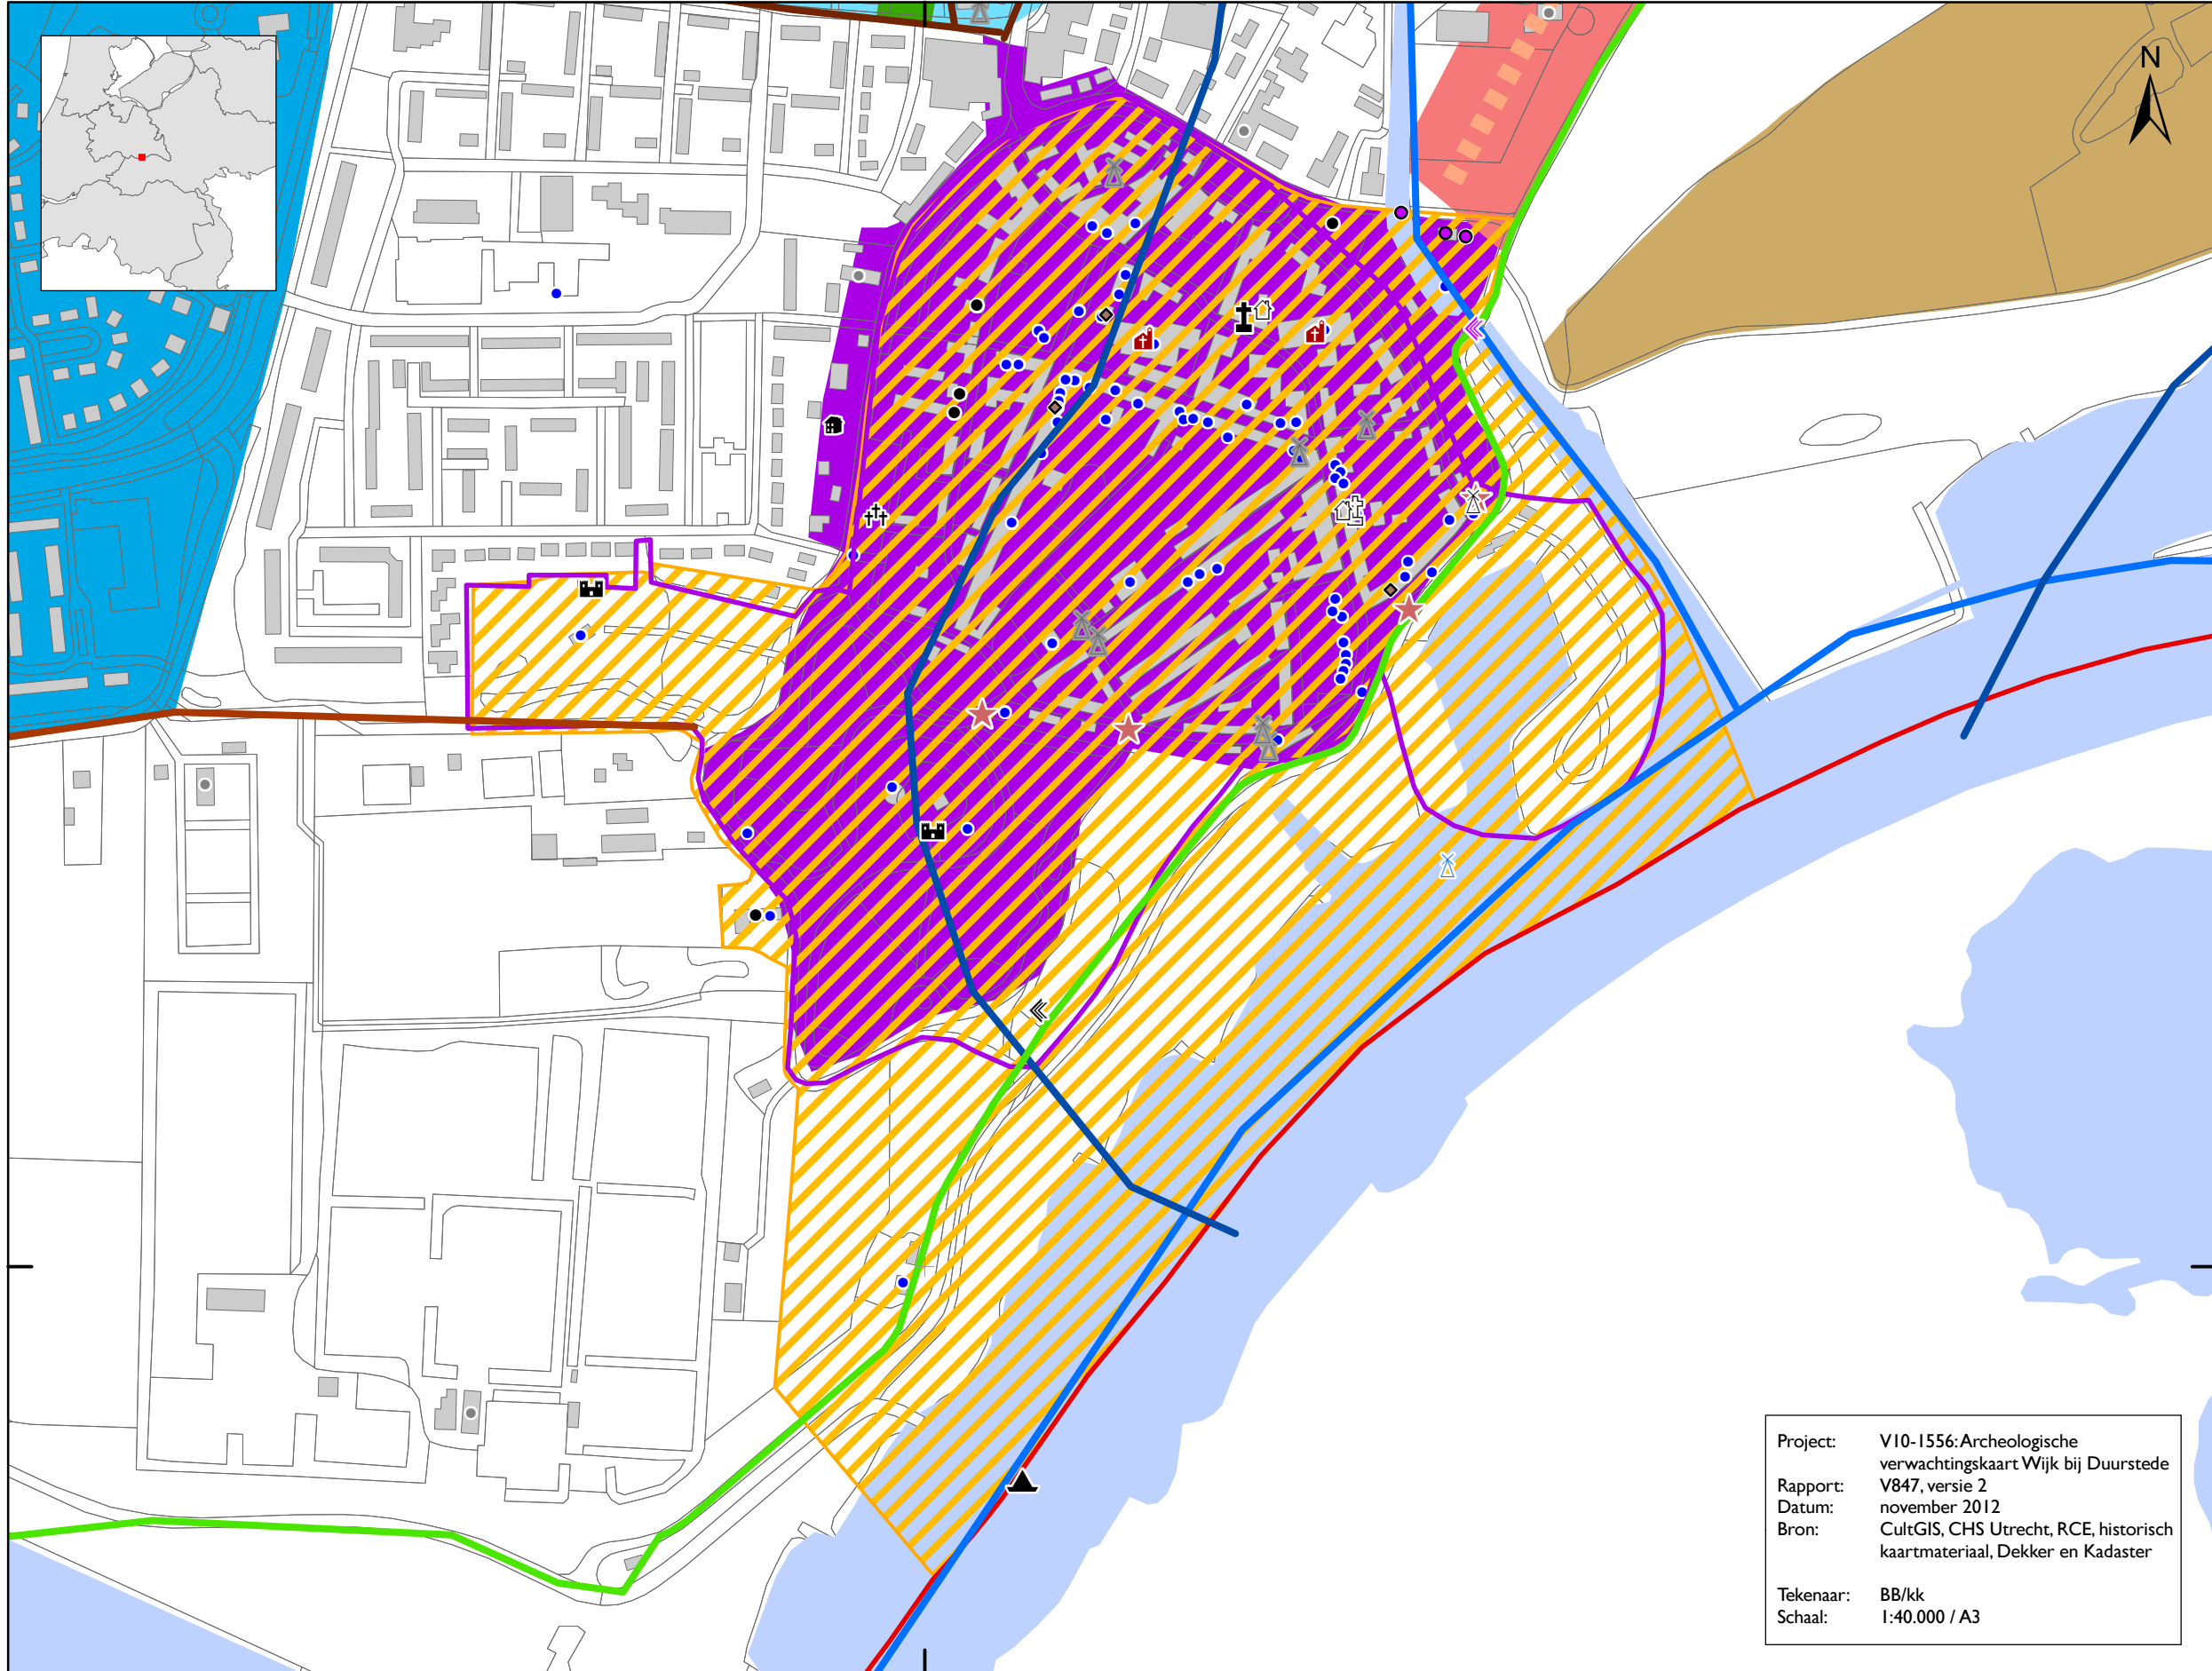 N
Project: V10-1556: Archeologische
verwachtingskaart Wijk bij Duurstede
Rapport: V847, versie 2
Datum: november 2012
Bron: CultGIS, CHS Utrecht, RCE, historisch
kaartmateriaal, Dekker en Kadaster
Tekenaar: BB/kk
Schaal: 1:40.000 / A3